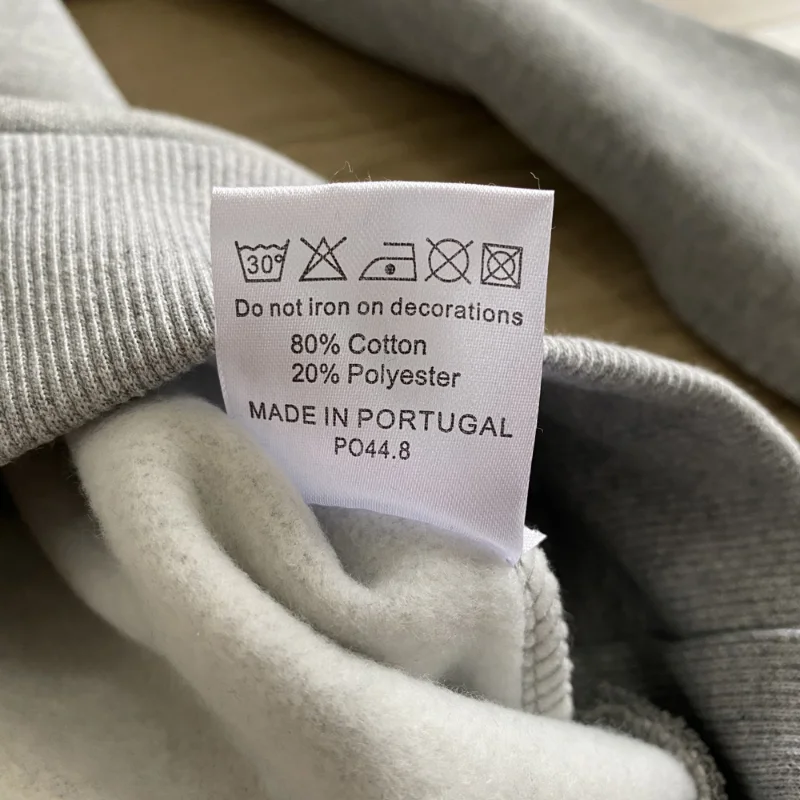 30°
Do not iron on decorations
80% Cotton
20% Polyester
MADE IN PORTUGAL
PO44.8